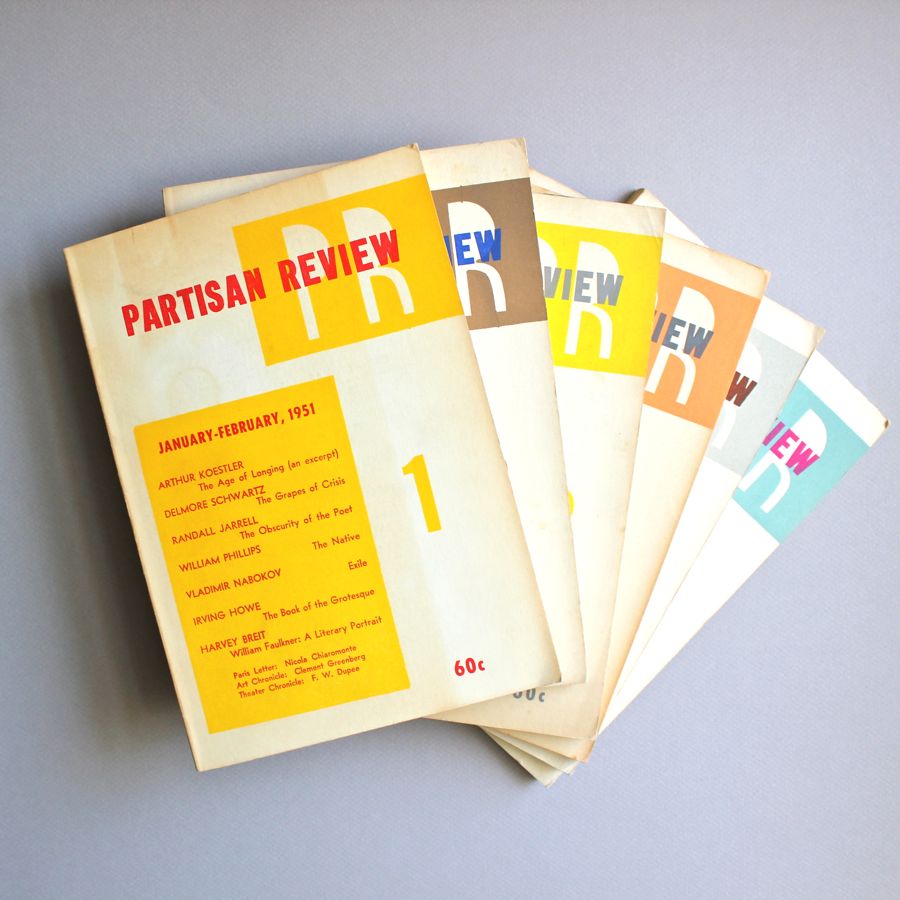 PR
PARTISAN REVIEW
JANUARY-FEBRUARY, 1951
ARTHUR KOESTLER
The Age of Longing (an excerpt)
DELMORE SCHWARTZ
The Grapes of Crisis
RANDALL JARRELL
The Obscurity of the Poet
WILLIAM PHILLIPS
The Native
VLADIMIR NABOKOV
Exile
IRVING HOWE
The Book of the Grotesque
HARVEY BREIT
William Faulkner: A Literary Portrait
Paris Letter: Nicola Chiaromonte
Art Chronicle: Clement Greenberg
Theater Chronicle: F. W. Dupee
1
60c
R
IEW
R
VIEW
60c
R
IEW
R
W
R
IEW